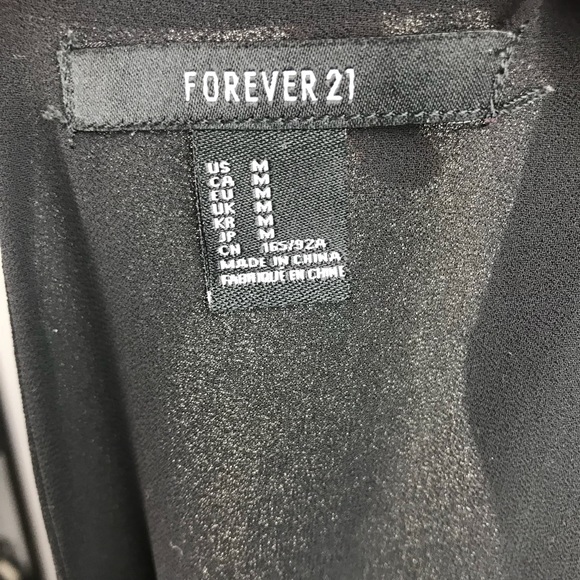 FOREVER 21
US M
CA M
EU M
UK M
KR M
JP M
CN 165/92A
MADE IN CHINA
FABRIQUE EN CHINE